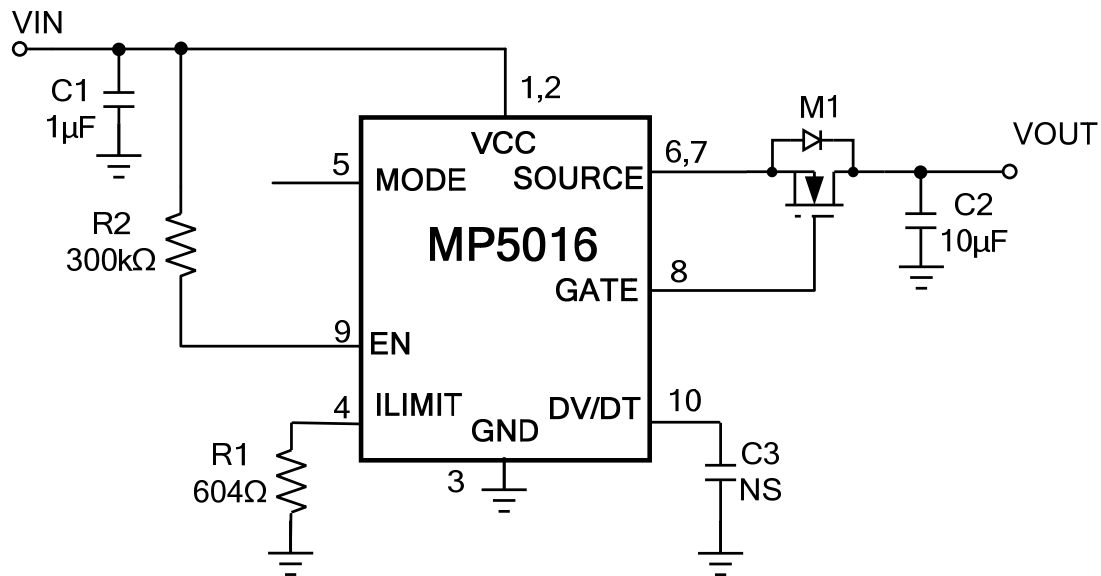 VIN
C1
1µF
1,2
VCC
5
MODE
SOURCE
6,7
M1
VOUT
R2
300kΩ
MP5016
C2
10µF
GATE
8
9
EN
4
ILIMIT
DV/DT
10
GND
3
R1
604Ω
C3
NS